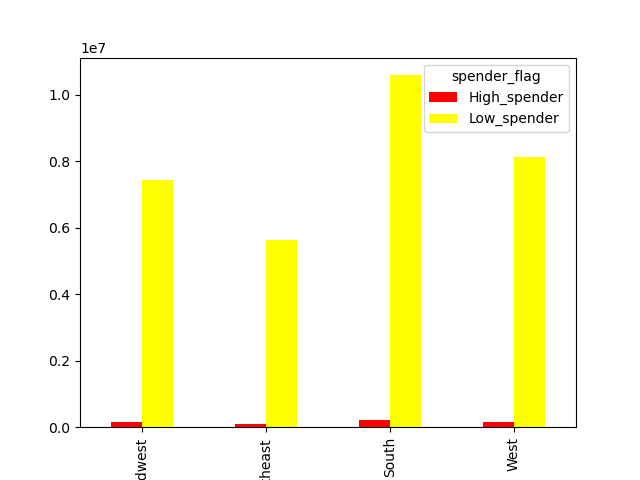 1e7
spender_flag
High_spender
Low_spender
1.0
0.8
0.6
0.4
0.2
0.0
dwest
theast
South
West